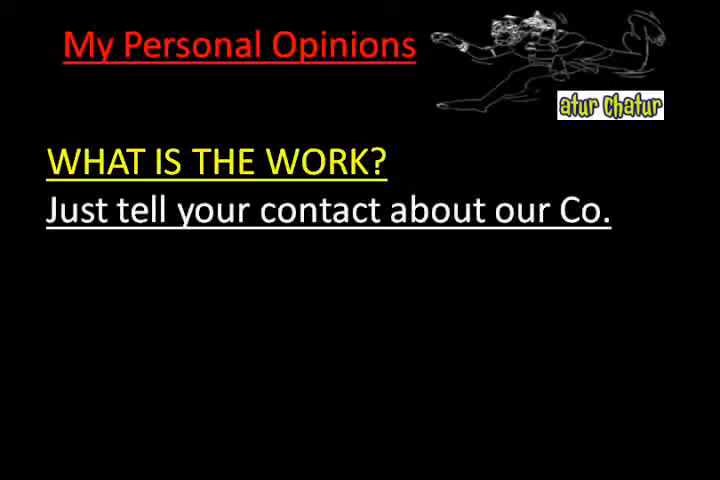 My Personal Opinions
atur chatur
WHAT IS THE WORK?
Just tell your contact about our Co.